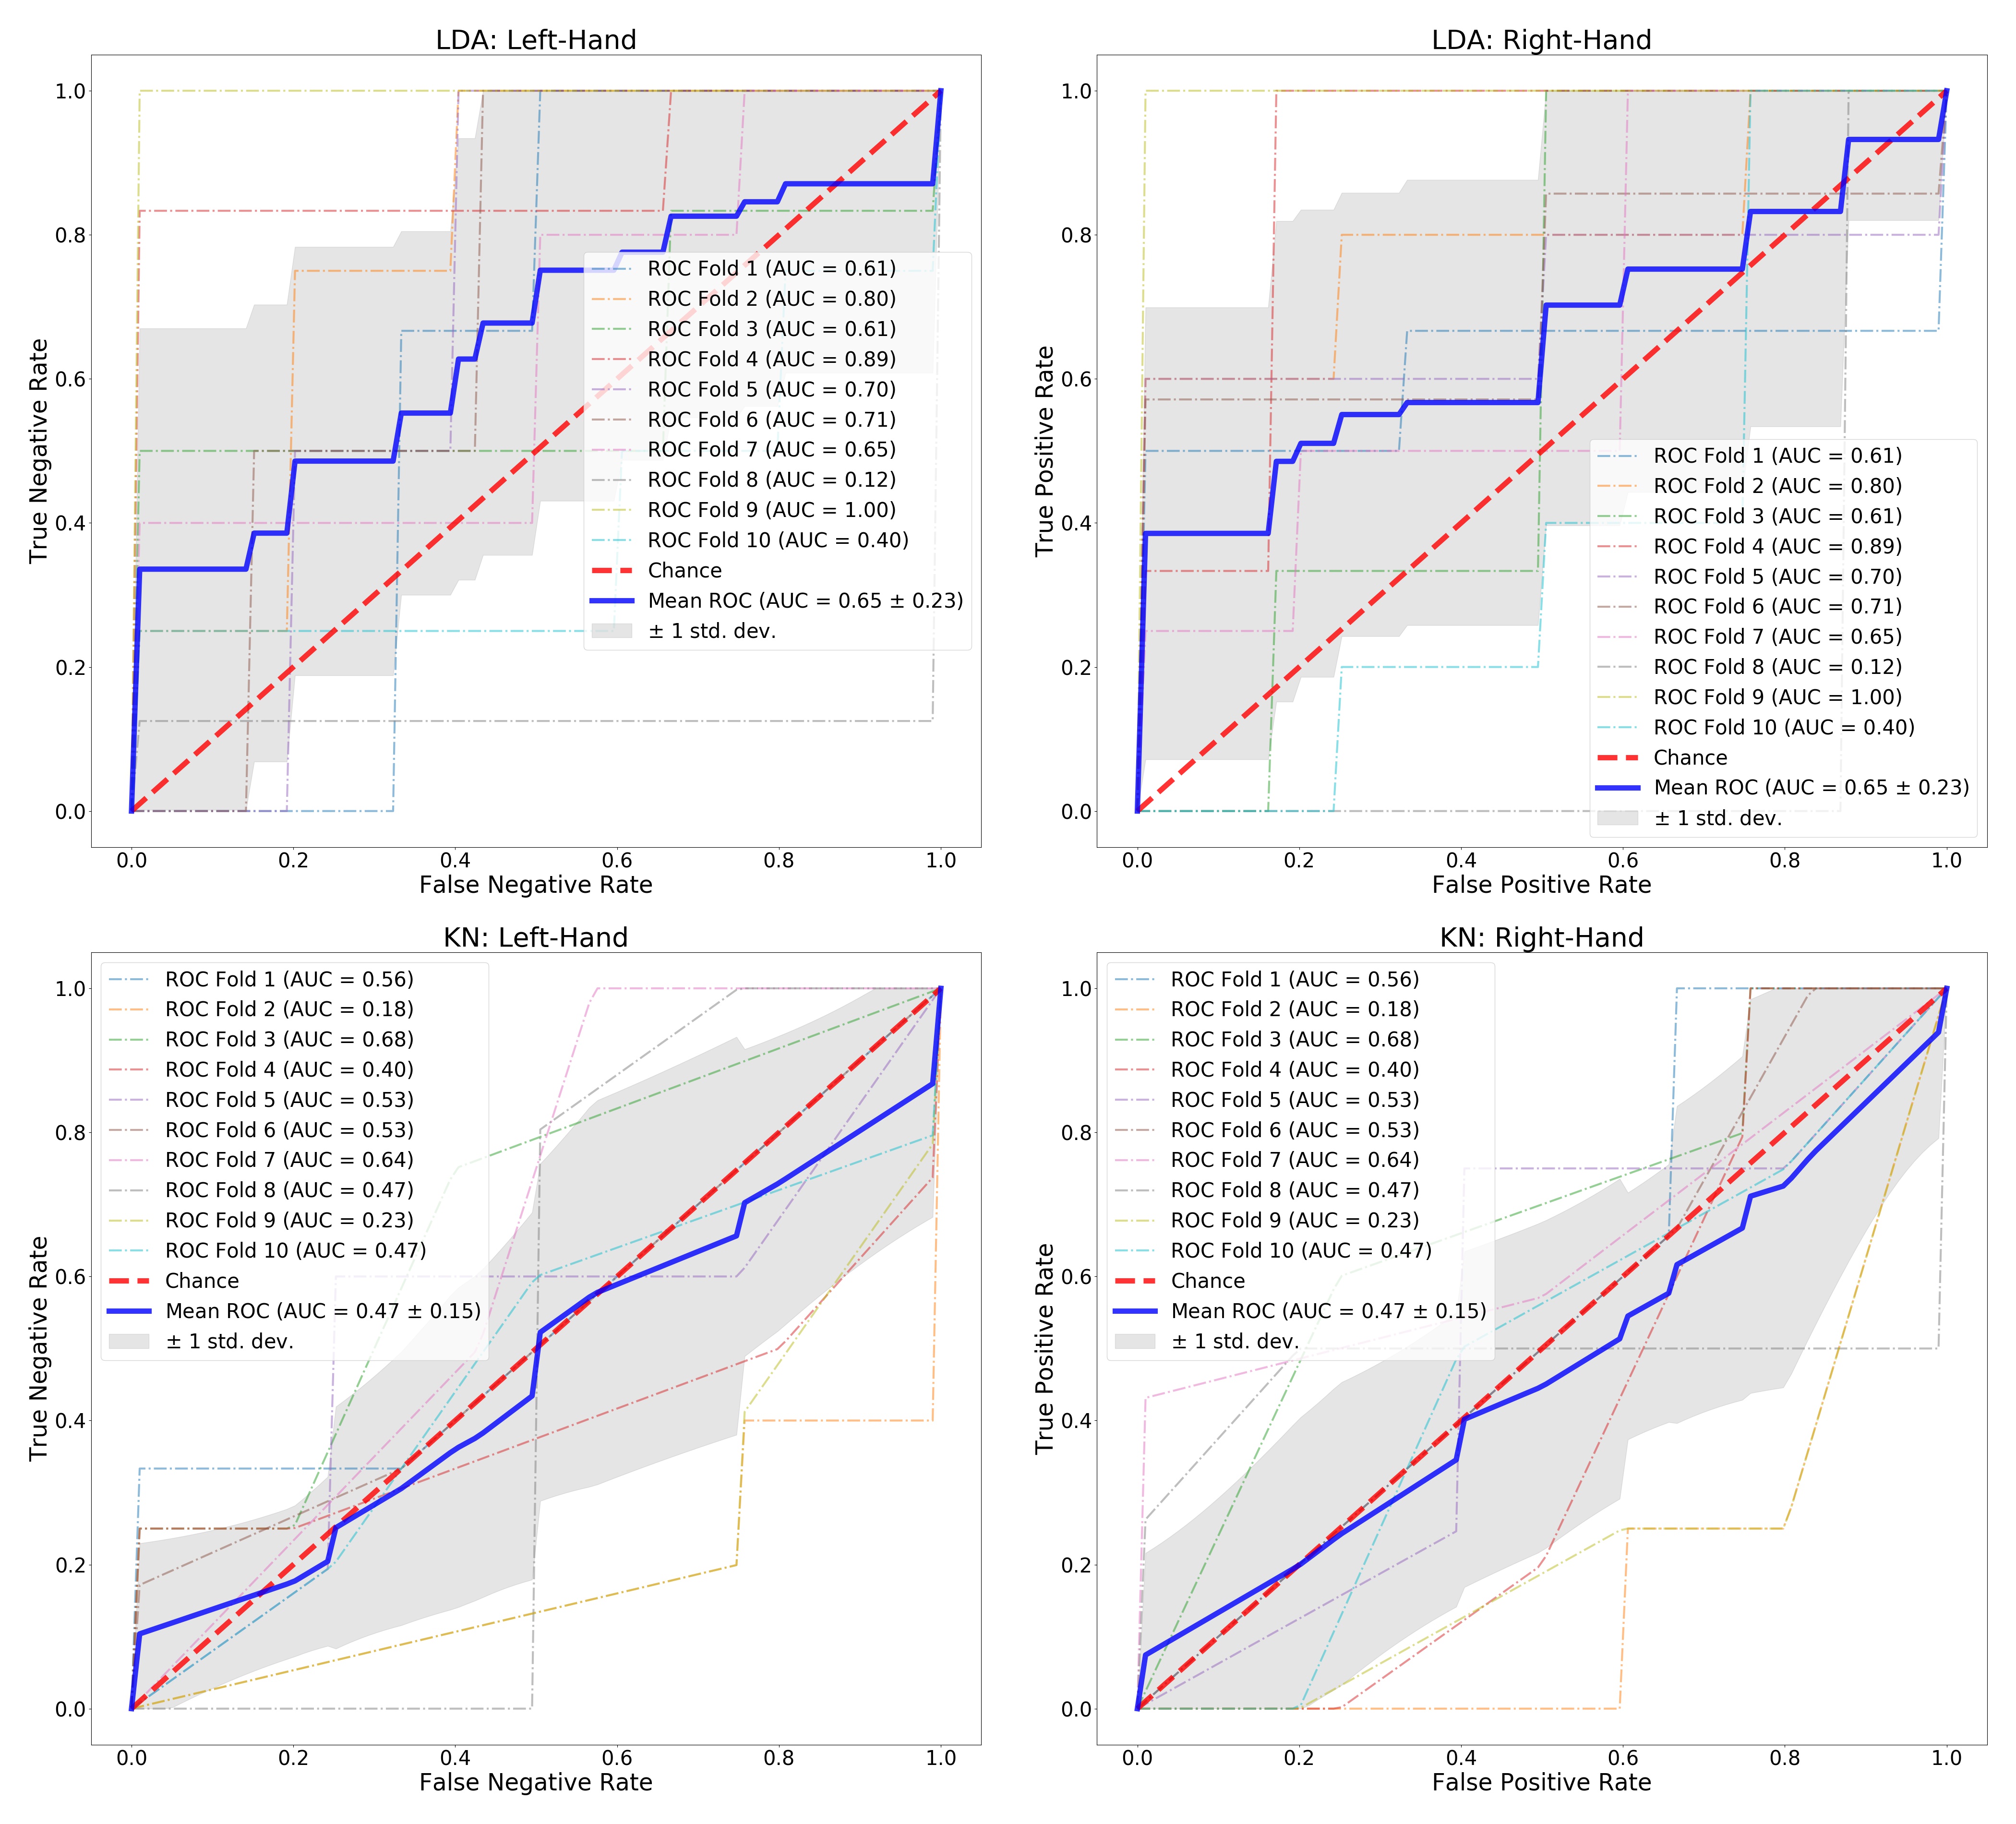 LDA: Left-Hand
True Negative Rate
1.0
0.8
0.6
0.4
0.2
0.0
ROC Fold 1 (AUC = 0.61)
ROC Fold 2 (AUC = 0.80)
ROC Fold 3 (AUC = 0.61)
ROC Fold 4 (AUC = 0.89)
ROC Fold 5 (AUC = 0.70)
ROC Fold 6 (AUC = 0.71)
ROC Fold 7 (AUC = 0.65)
ROC Fold 8 (AUC = 0.12)
ROC Fold 9 (AUC = 1.00)
ROC Fold 10 (AUC = 0.40)
Chance
Mean ROC (AUC = 0.65 ± 0.23)
± 1 std. dev.
0.0 0.2 0.4 0.6 0.8 1.0
False Negative Rate
LDA: Right-Hand
True Positive Rate
1.0
0.8
0.6
0.4
0.2
0.0
ROC Fold 1 (AUC = 0.61)
ROC Fold 2 (AUC = 0.80)
ROC Fold 3 (AUC = 0.61)
ROC Fold 4 (AUC = 0.89)
ROC Fold 5 (AUC = 0.70)
ROC Fold 6 (AUC = 0.71)
ROC Fold 7 (AUC = 0.65)
ROC Fold 8 (AUC = 0.12)
ROC Fold 9 (AUC = 1.00)
ROC Fold 10 (AUC = 0.40)
Chance
Mean ROC (AUC = 0.65 ± 0.23)
± 1 std. dev.
0.0 0.2 0.4 0.6 0.8 1.0
False Positive Rate
KN: Left-Hand
True Negative Rate
1.0
0.8
0.6
0.4
0.2
0.0
ROC Fold 1 (AUC = 0.56)
ROC Fold 2 (AUC = 0.18)
ROC Fold 3 (AUC = 0.68)
ROC Fold 4 (AUC = 0.40)
ROC Fold 5 (AUC = 0.53)
ROC Fold 6 (AUC = 0.53)
ROC Fold 7 (AUC = 0.64)
ROC Fold 8 (AUC = 0.47)
ROC Fold 9 (AUC = 0.23)
ROC Fold 10 (AUC = 0.47)
Chance
Mean ROC (AUC = 0.47 ± 0.15)
± 1 std. dev.
0.0 0.2 0.4 0.6 0.8 1.0
False Negative Rate
KN: Right-Hand
True Positive Rate
1.0
0.8
0.6
0.4
0.2
0.0
ROC Fold 1 (AUC = 0.56)
ROC Fold 2 (AUC = 0.18)
ROC Fold 3 (AUC = 0.68)
ROC Fold 4 (AUC = 0.40)
ROC Fold 5 (AUC = 0.53)
ROC Fold 6 (AUC = 0.53)
ROC Fold 7 (AUC = 0.64)
ROC Fold 8 (AUC = 0.47)
ROC Fold 9 (AUC = 0.23)
ROC Fold 10 (AUC = 0.47)
Chance
Mean ROC (AUC = 0.47 ± 0.15)
± 1 std. dev.
0.0 0.2 0.4 0.6 0.8 1.0
False Positive Rate